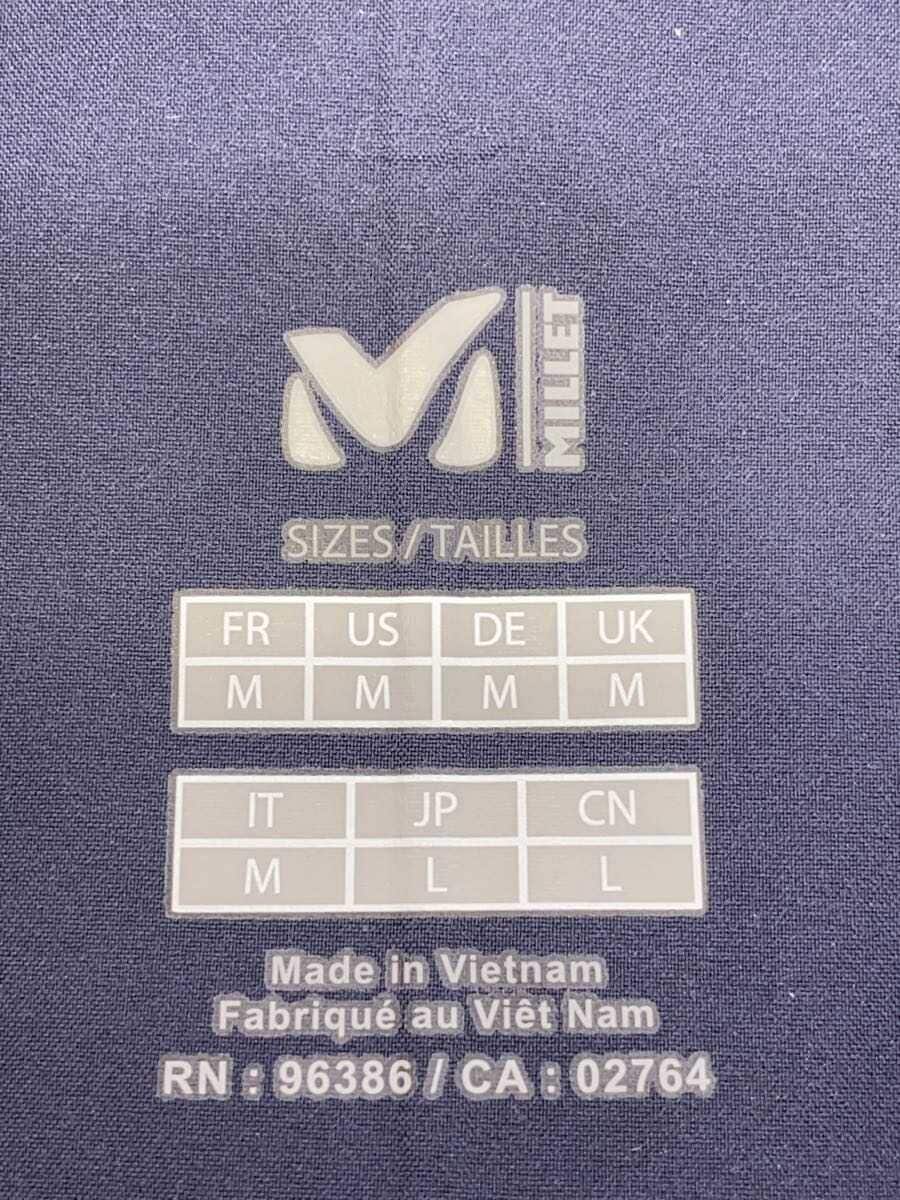 MILLET
SIZES / TAILLES
FR US DE UK
M M M M
IT JP CN
M L L
Made in Vietnam
Fabriqué au Viêt Nam
RN : 96386 / CA : 02764